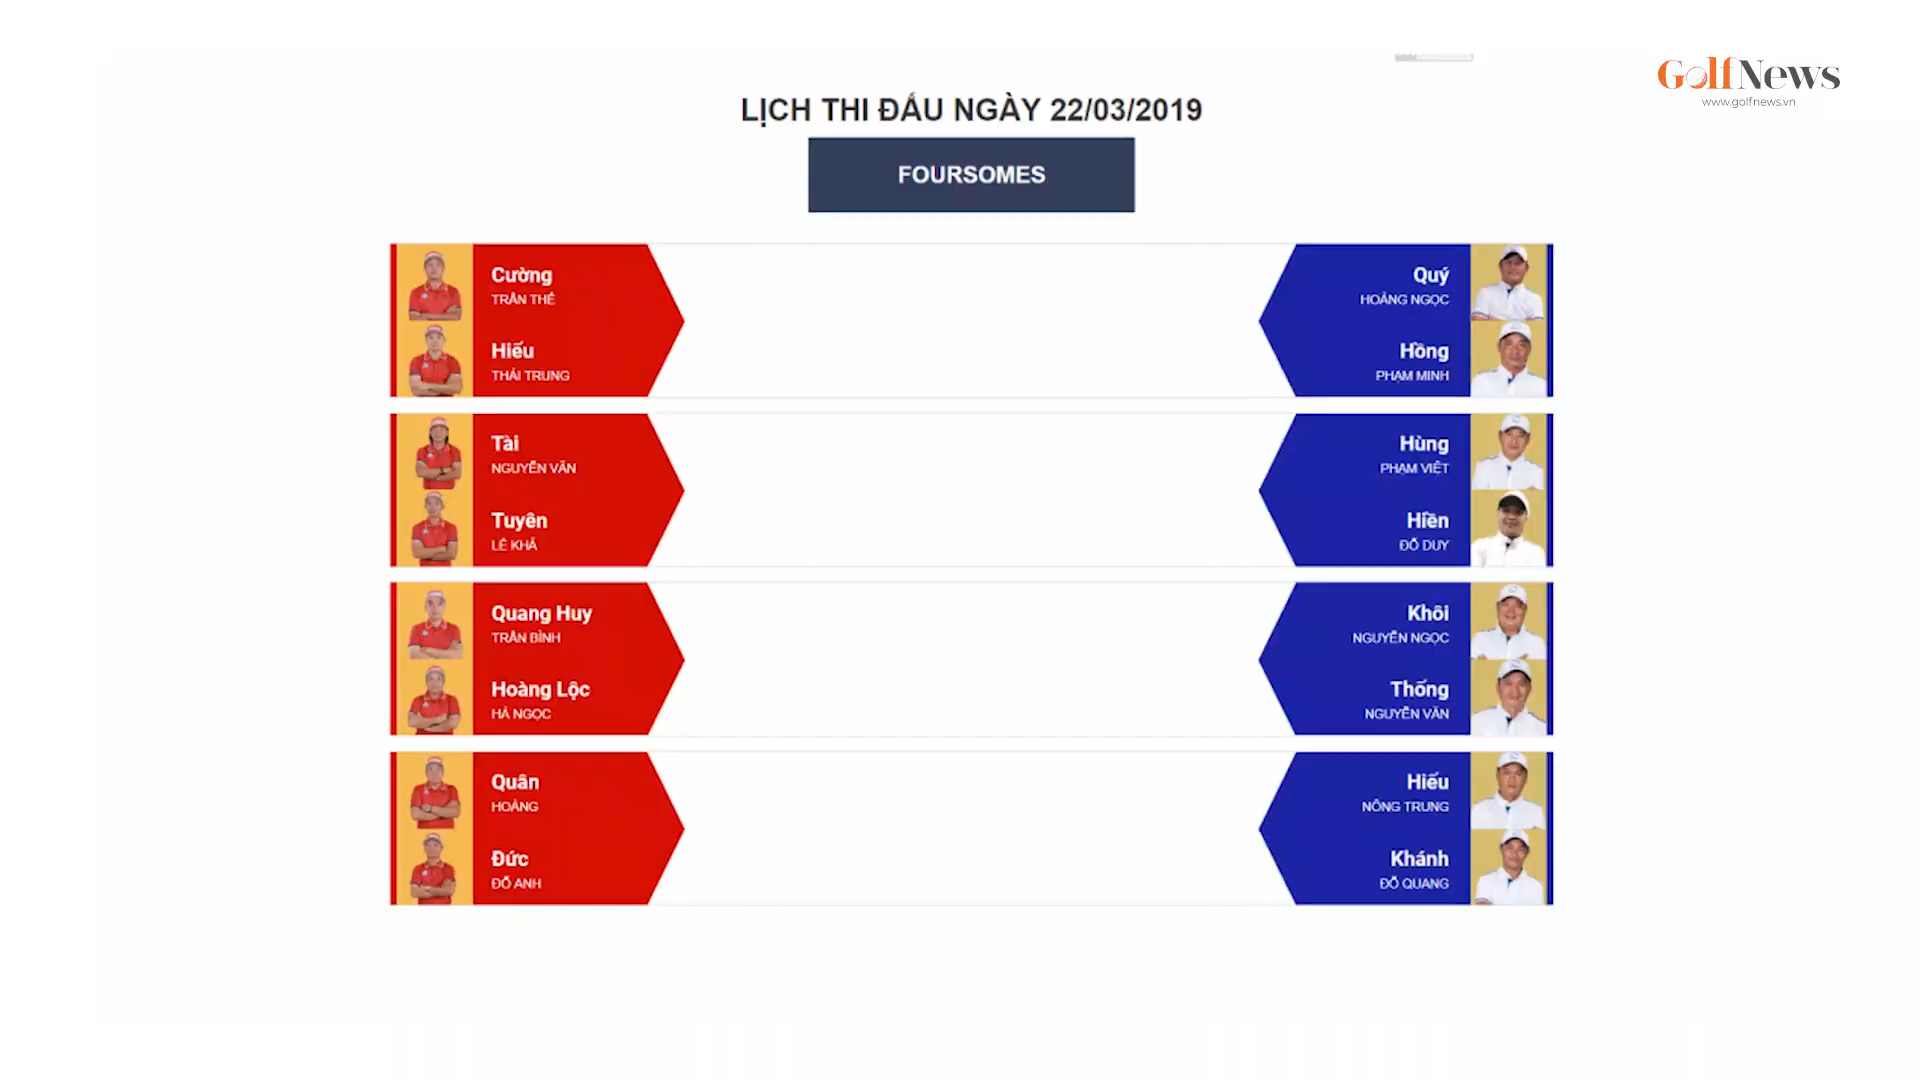 GolfNews
www.golfnews.vn
LỊCH THI ĐẤU NGÀY 22/03/2019
FOURSOMES
Cường
TRẦN THẾ
Hiếu
THÁI TRUNG
Quý
HOÀNG NGỌC
Hồng
PHẠM MINH
Tài
NGUYỄN VĂN
Tuyên
LÊ KHẢ
Hùng
PHẠM VIỆT
Hiền
ĐỖ DUY
Quang Huy
TRẦN BÌNH
Hoàng Lộc
HÀ NGỌC
Khôi
NGUYỄN NGỌC
Thống
NGUYỄN VĂN
Quân
HOÀNG
Đức
ĐỖ ANH
Hiếu
NÔNG TRUNG
Khánh
ĐỖ QUANG